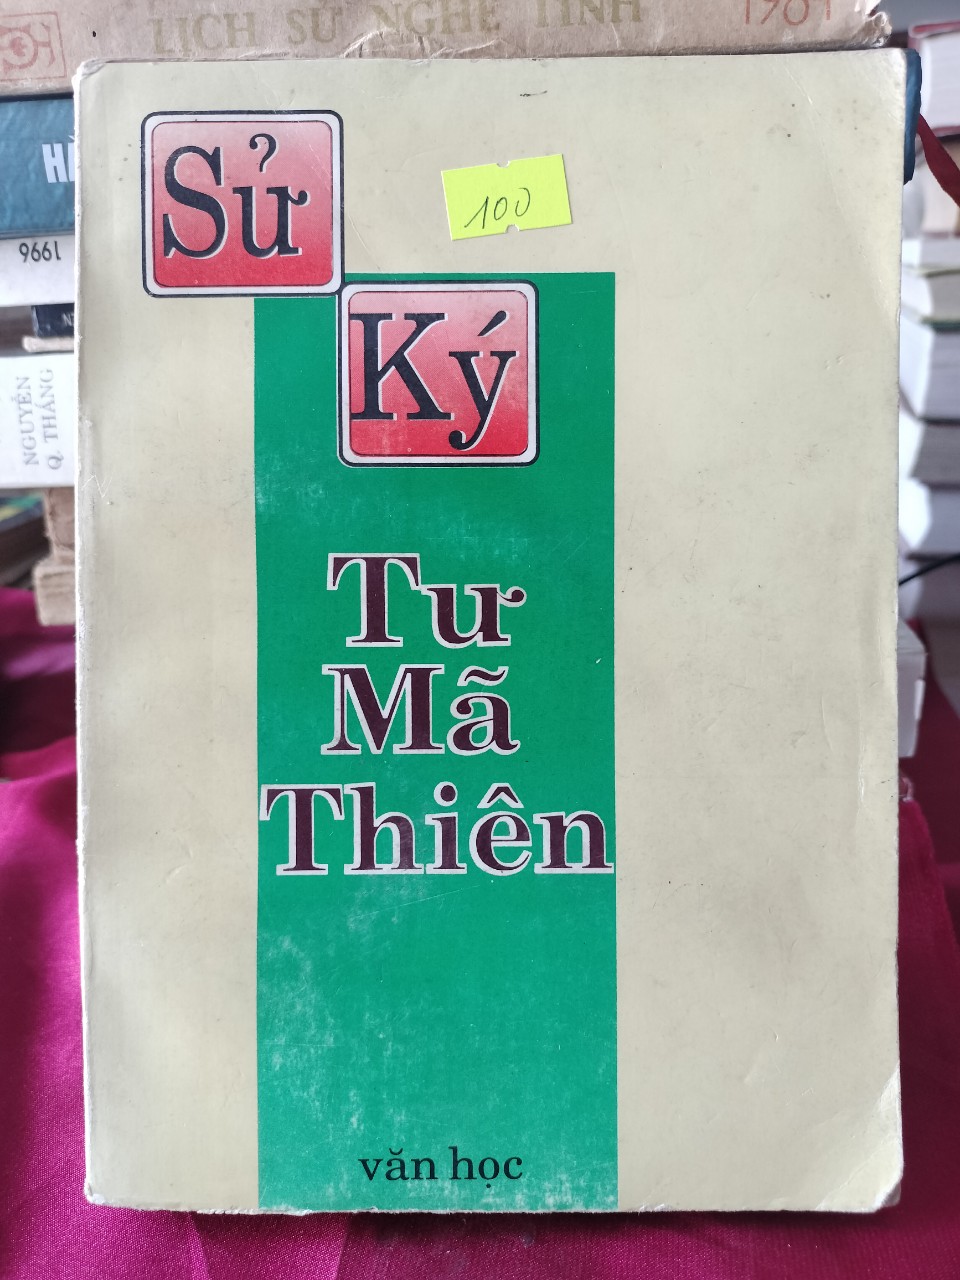 LỊCH SỬ NGHỆ TĨNH
Sử
100
Ký
1996
NGUYỄN
Q. THẮNG
Tư
Mã
Thiên
văn học